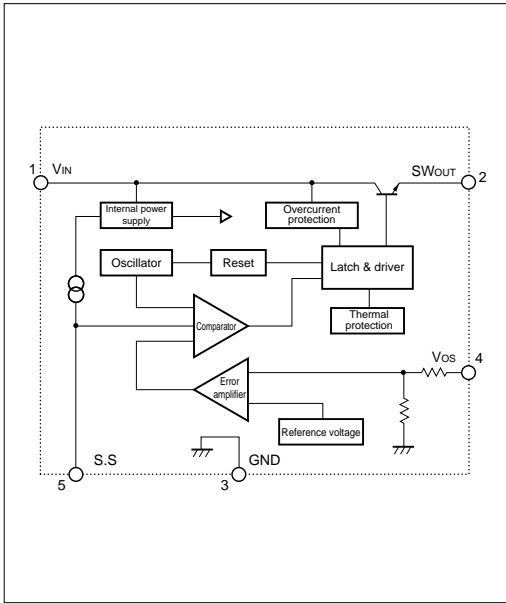 1
VIN
SWOUT
2
Internal power
supply
Overcurrent
protection
Oscillator
Reset
Latch & driver
Comparator
Thermal
protection
VOS
4
Error
amplifier
Reference voltage
S.S
GND
5
3